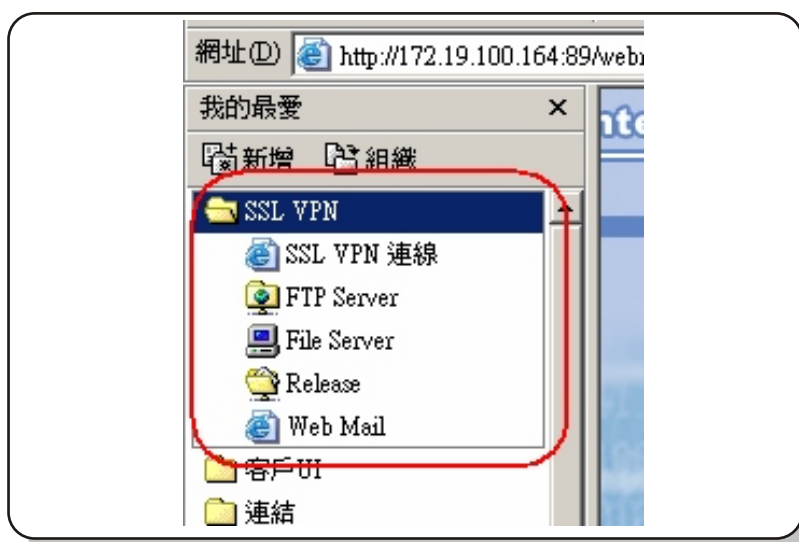 網址(D) http://172.19.100.164:89/web
我的最愛 ×
新增 組織
SSL VPN
SSL VPN 連線
FTP Server
File Server
Release
Web Mail
客戶UI
連結